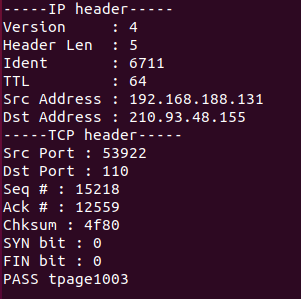 -----IP header-----
Version     : 4
Header Len  : 5
Ident       : 6711
TTL         : 64
Src Address : 192.168.188.131
Dst Address : 210.93.48.155
-----TCP header-----
Src Port : 53922
Dst Port : 110
Seq # : 15218
Ack # : 12559
Chksum : 4f80
SYN bit : 0
FIN bit : 0
PASS tpage1003